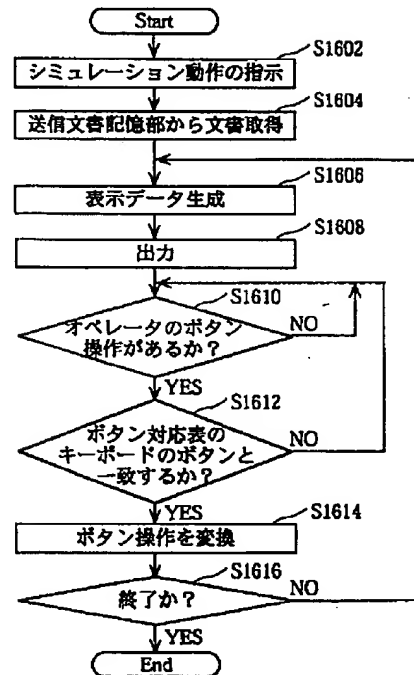 Start
S1602
シミュレーション動作の指示
S1604
送信文書記憶部から文書取得
S1606
表示データ生成
S1608
出力
S1610
オペレータのボタン
操作があるか？
NO
YES
S1612
ボタン対応表の
キーボードのボタンと
一致するか？
NO
YES
S1614
ボタン操作を変換
S1616
終了か？
NO
YES
End